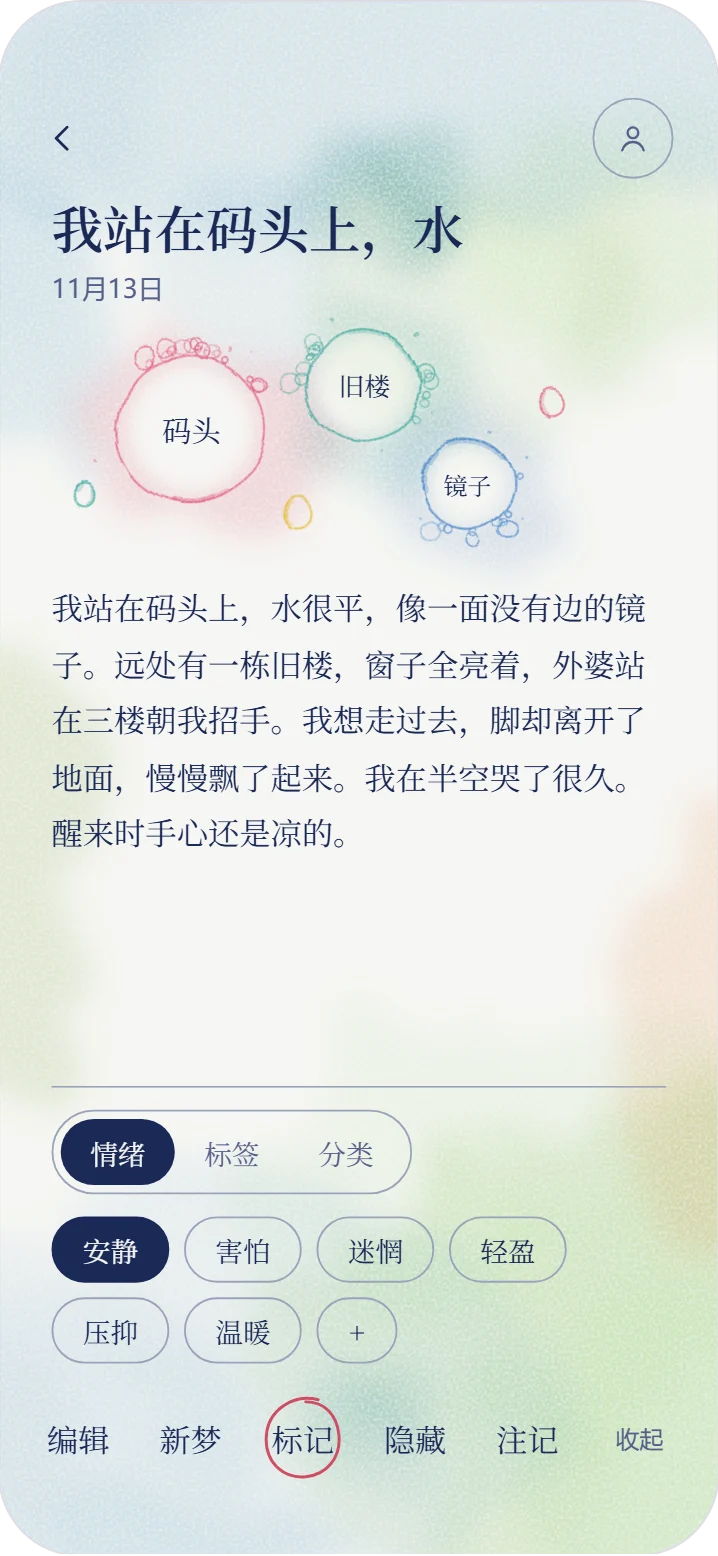 我站在码头上，水
11月13日
码头
旧楼
镜子
我站在码头上，水很平，像一面没有边的镜
子。远处有一栋旧楼，窗子全亮着，外婆站
在三楼朝我招手。我想走过去，脚却离开了
地面，慢慢飘了起来。我在半空哭了很久。
醒来时手心还是凉的。
情绪 标签 分类
安静 害怕 迷惘 轻盈
压抑 温暖 +
编辑 新梦 标记 隐藏 注记 收起